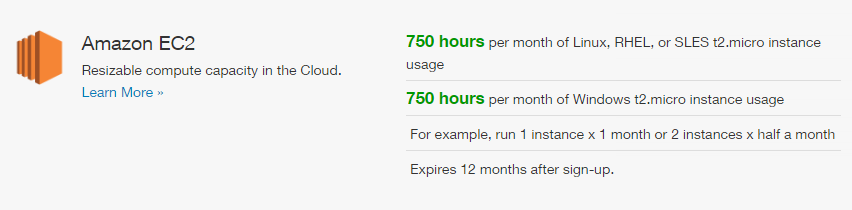 Amazon EC2
Resizable compute capacity in the Cloud.
Learn More »
750 hours per month of Linux, RHEL, or SLES t2.micro instance
usage
750 hours per month of Windows t2.micro instance usage
For example, run 1 instance x 1 month or 2 instances x half a month
Expires 12 months after sign-up.